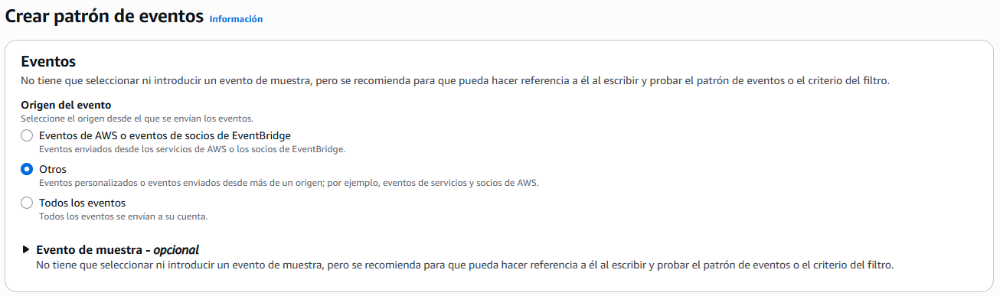 Crear patrón de eventos Información
Eventos
No tiene que seleccionar ni introducir un evento de muestra, pero se recomienda para que pueda hacer referencia a él al escribir y probar el patrón de eventos o el criterio del filtro.
Origen del evento
Seleccione el origen desde el que se envían los eventos.
Eventos de AWS o eventos de socios de EventBridge
Eventos enviados desde los servicios de AWS o los socios de EventBridge.
Otros
Eventos personalizados o eventos enviados desde más de un origen; por ejemplo, eventos de servicios y socios de AWS.
Todos los eventos
Todos los eventos se envían a su cuenta.
Evento de muestra - opcional
No tiene que seleccionar ni introducir un evento de muestra, pero se recomienda para que pueda hacer referencia a él al escribir y probar el patrón de eventos o el criterio del filtro.